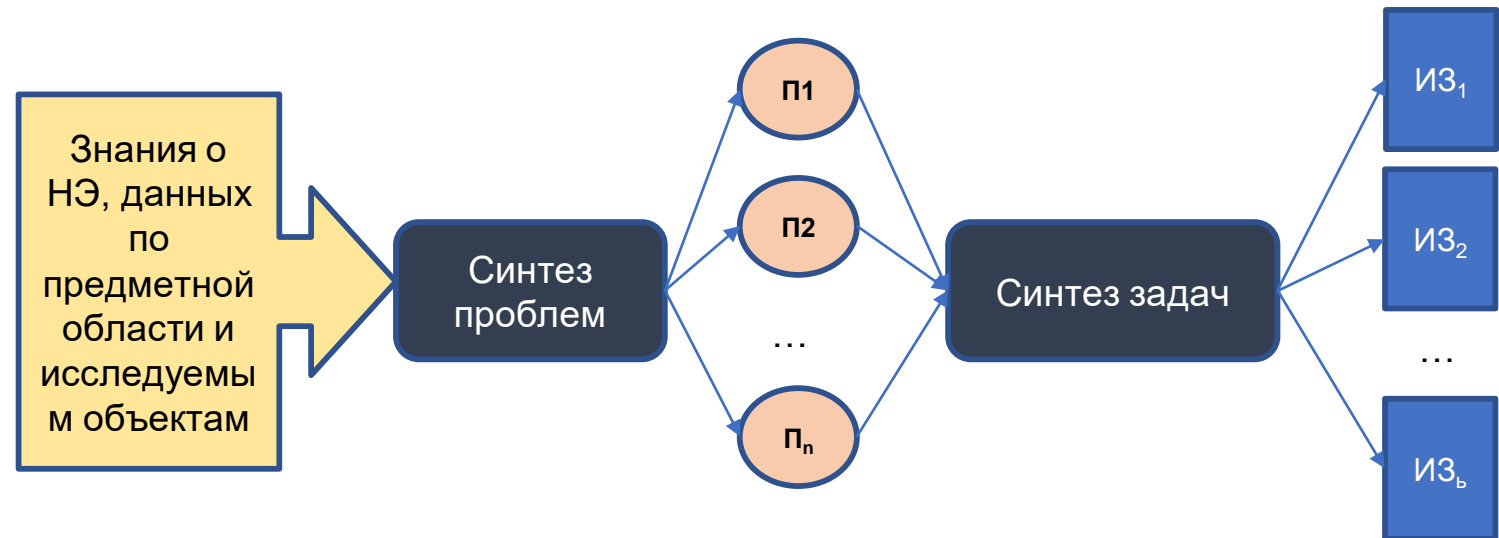 Знания о
НЭ, данных
по
предметной
области и
исследуемы
м объектам
Синтез
проблем
П1
П2
...
Пn
Синтез задач
ИЗ1
ИЗ2
...
ИЗь